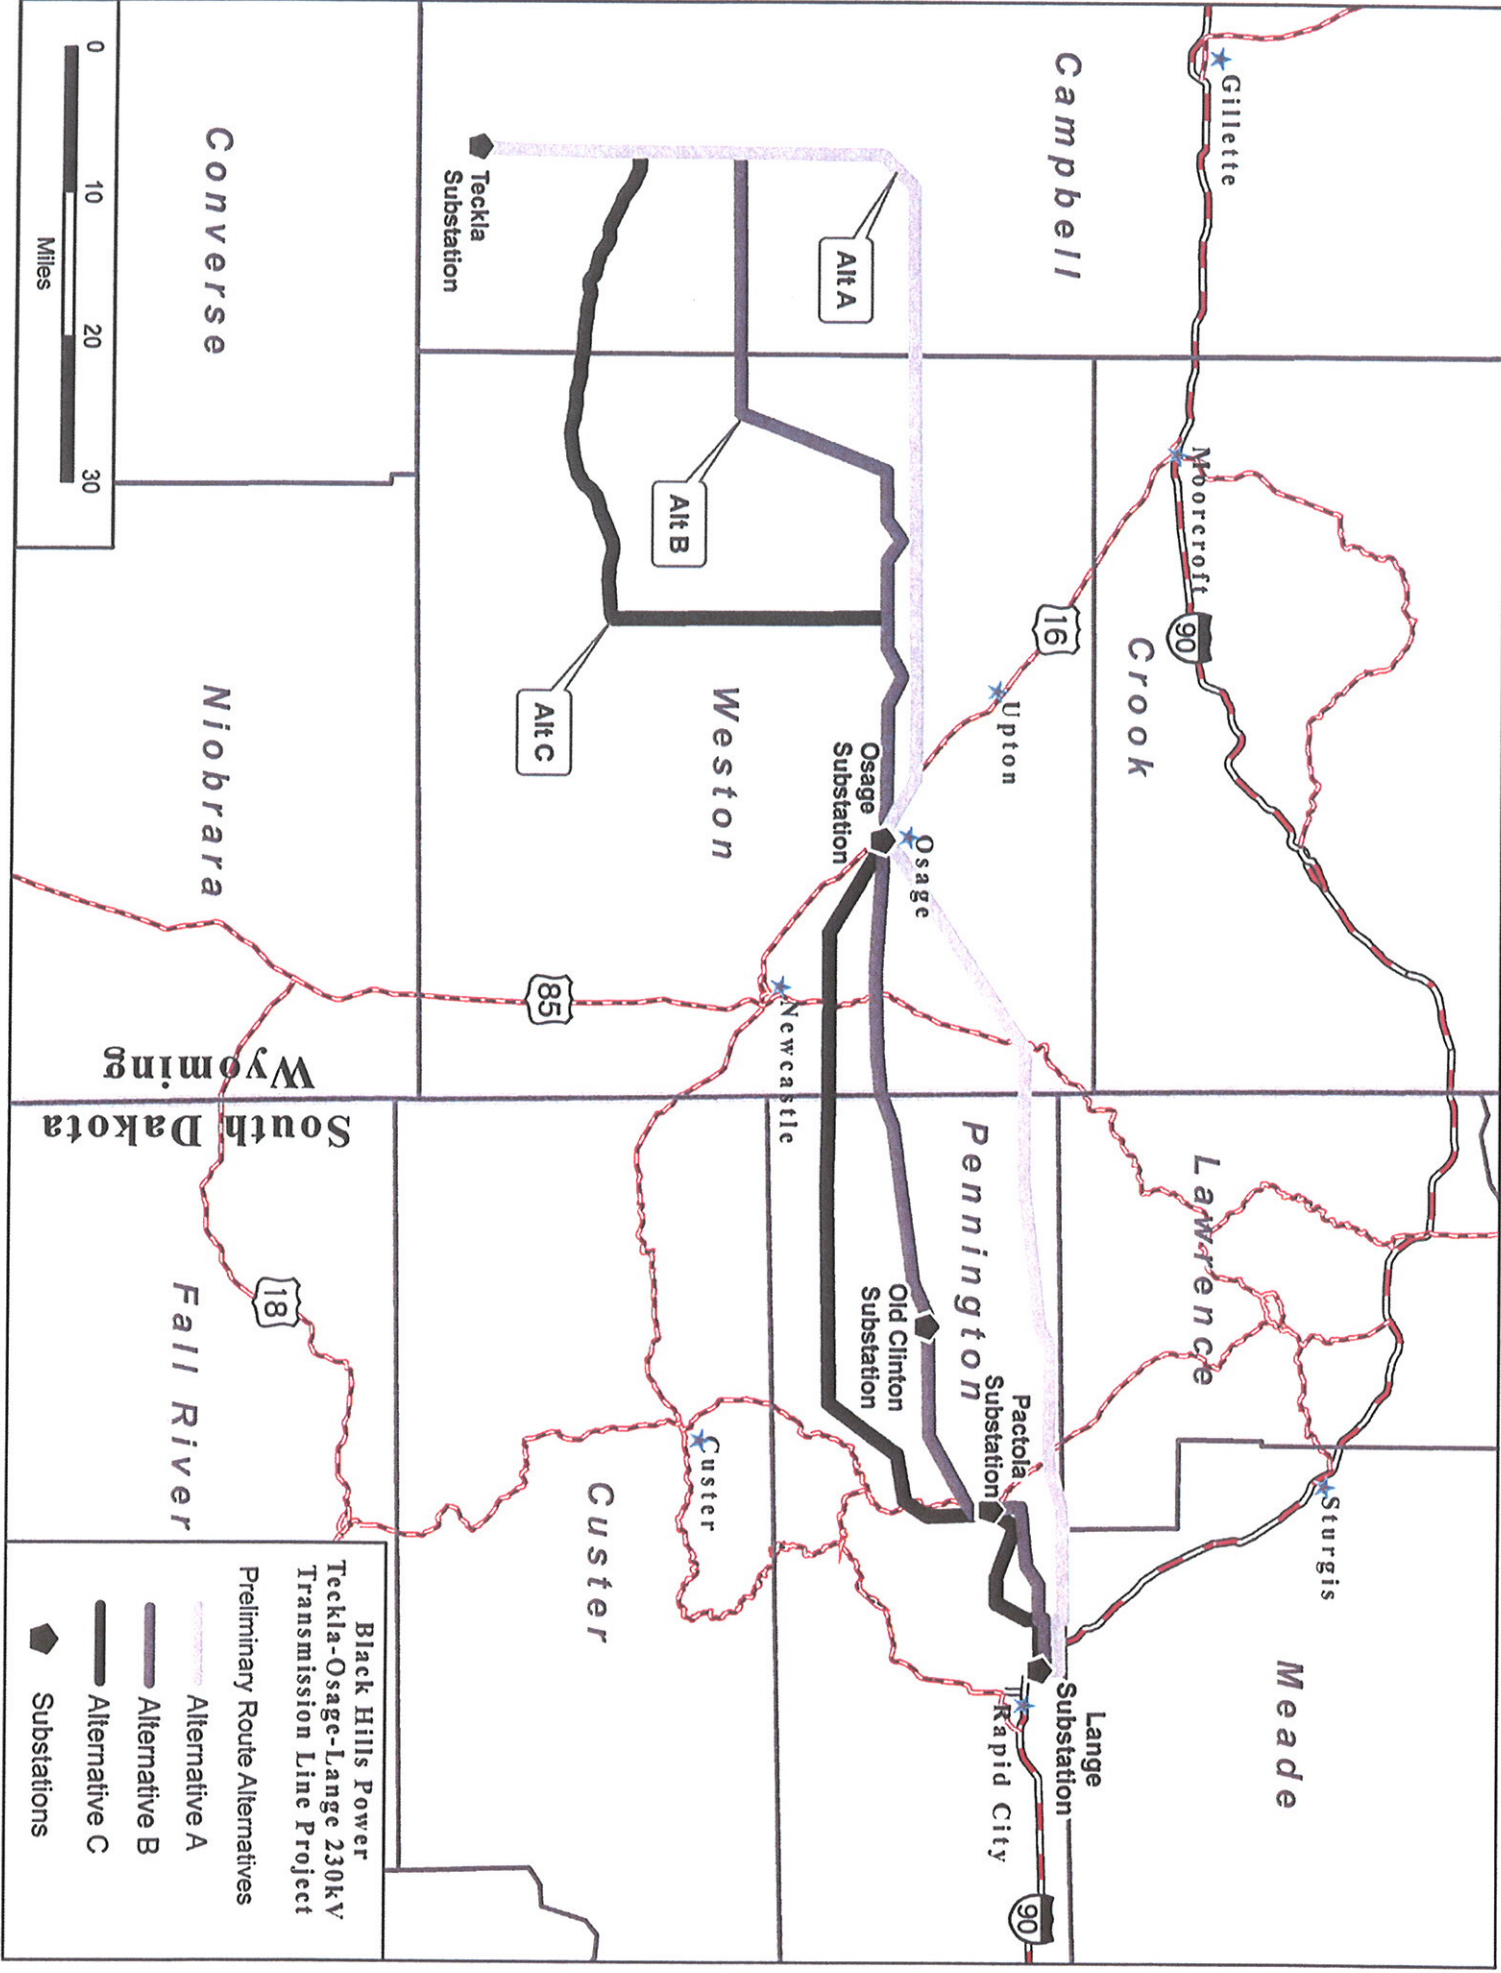 Gillette
Campbell
Moorcroft
90
Crook
16
Upton
Alt A
Teckla
Substation
Alt B
Alt C
Weston
Osage
Substation
Osage
Newcastle
85
Converse
Niobrara
0 10 20 30
Miles
Wyoming
South Dakota
Lawrence
Sturgis
Meade
Pennington
Old Clinton
Substation
Pactola
Substation
Lange
Substation
Rapid City
90
Custer
Custer
18
Fall River
Black Hills Power
Teckla-Osage-Lange 230kV
Transmission Line Project
Preliminary Route Alternatives
Alternative A
Alternative B
Alternative C
Substations